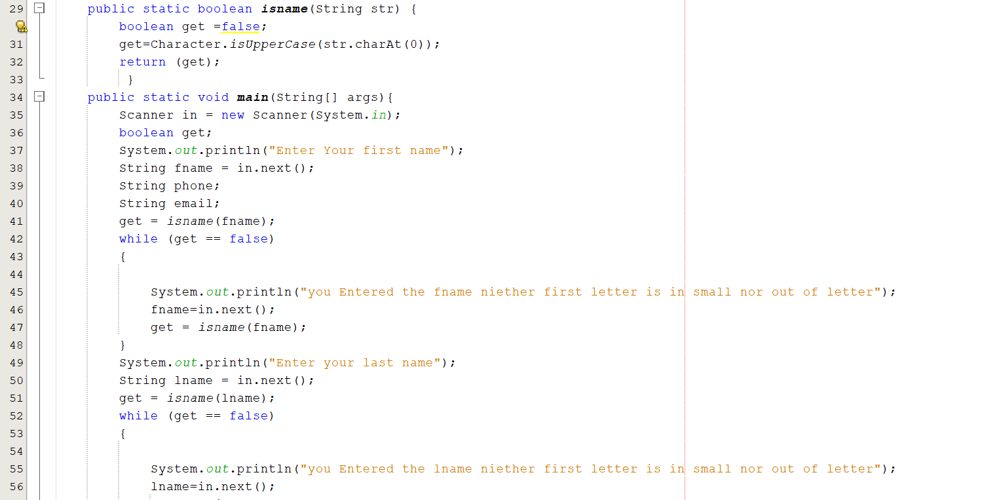 29 public static boolean isname(String str) {
boolean get =false;
31 get=Character.isUpperCase(str.charAt(0));
32 return (get);
33 }
34 public static void main(String[] args){
35 Scanner in = new Scanner(System.in);
36 boolean get;
37 System.out.println("Enter Your first name");
38 String fname = in.next();
39 String phone;
40 String email;
41 get = isname(fname);
42 while (get == false)
43 {
44
45 System.out.println("you Entered the fname niether first letter is in small nor out of letter");
46 fname=in.next();
47 get = isname(fname);
48 }
49 System.out.println("Enter your last name");
50 String lname = in.next();
51 get = isname(lname);
52 while (get == false)
53 {
54
55 System.out.println("you Entered the lname niether first letter is in small nor out of letter");
56 lname=in.next();